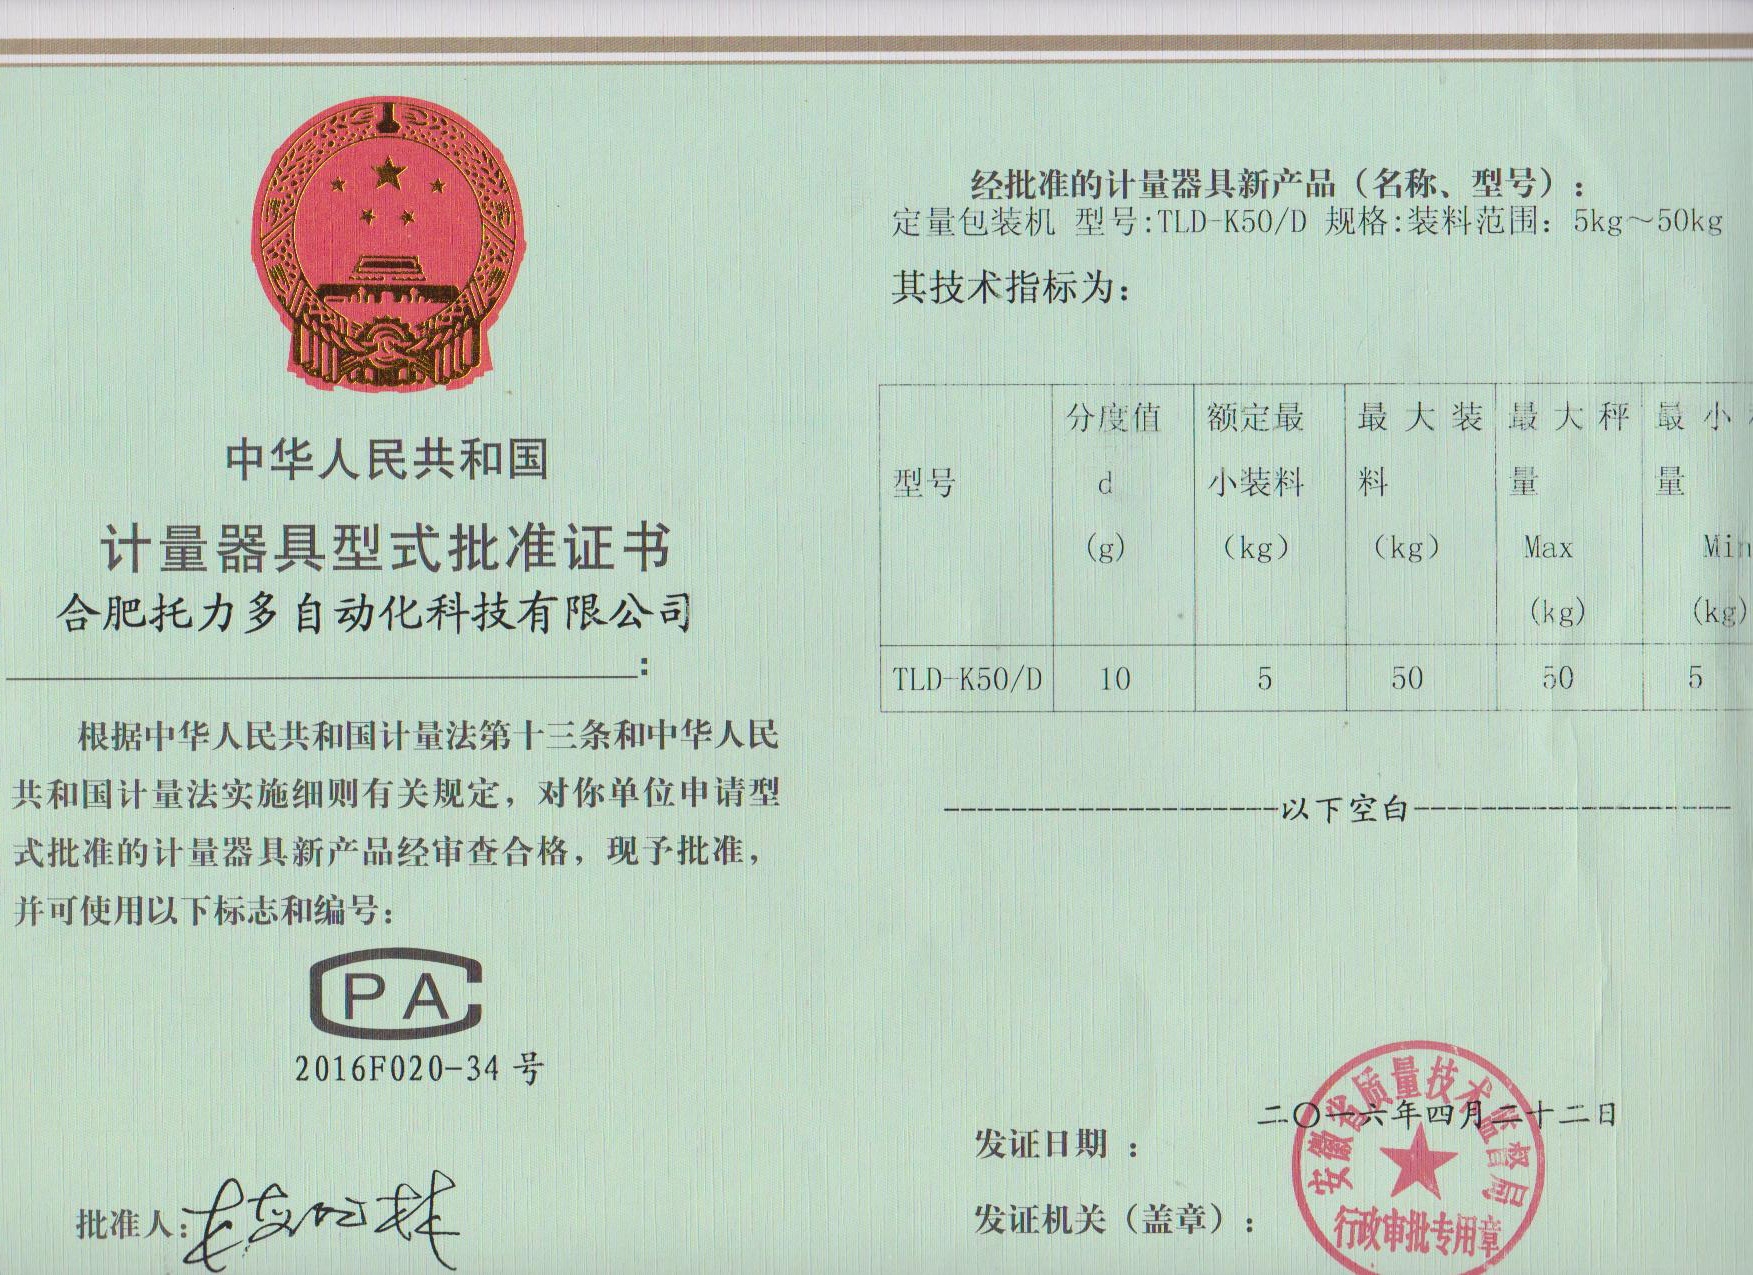 中华人民共和国
计量器具型式批准证书
合肥托力多自动化科技有限公司
:
根据中华人民共和国计量法第十三条和中华人民
共和国计量法实施细则有关规定，对你单位申请型
式批准的计量器具新产品经审查合格，现予批准，
并可使用以下标志和编号：
CPA
2016F020-34 号
批准人：
经批准的计量器具新产品（名称、型号）：
定量包装机 型号:TLD-K50/D 规格:装料范围：5kg～50kg
其技术指标为：
型号
分度值
d
(g)
额定最
小装料
（kg）
最大装
料
（kg）
最大秤
量
Max
(kg)
最小
量
Min
(kg)
TLD-K50/D 10 5 50 50 5
--------------------以下空白--------------------
二〇一六年四月二十二日
发证日期 ：
发证机关（盖章）：
安徽省质量技术监督局
行政审批专用章